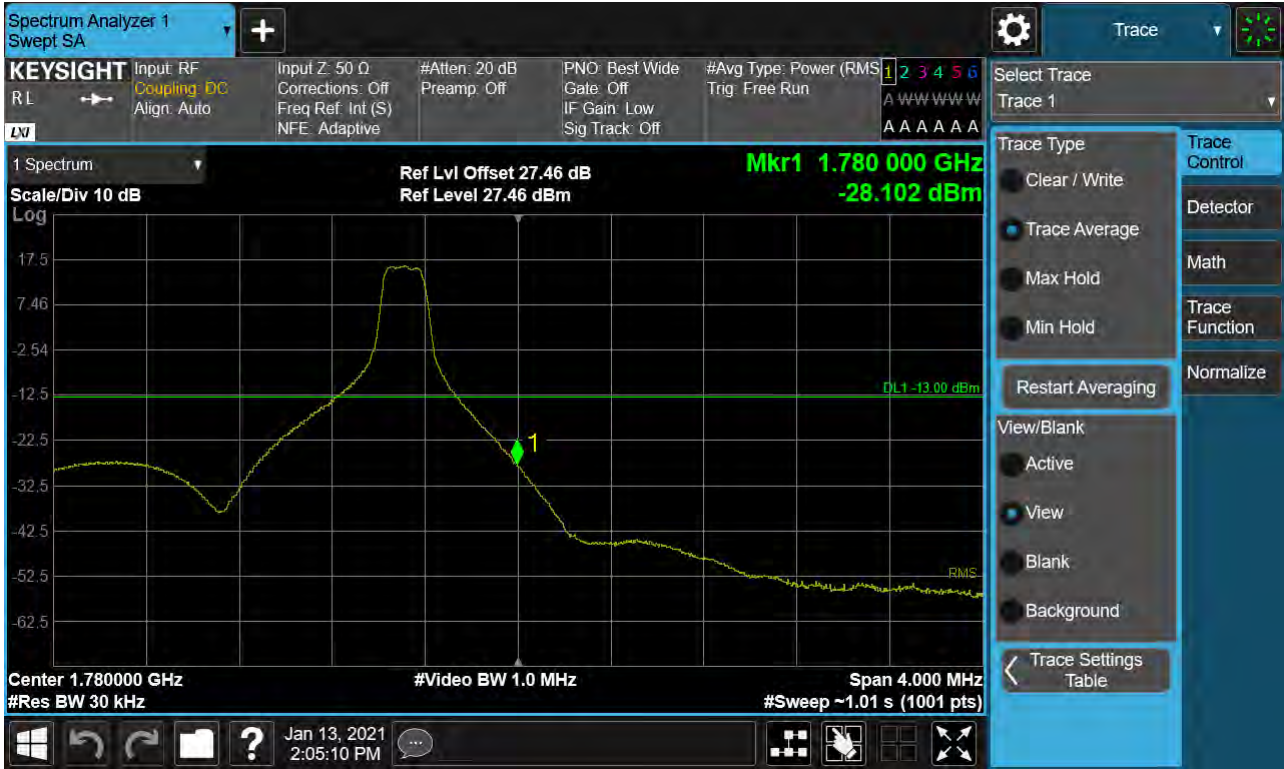 Spectrum Analyzer 1
Swept SA
+
Trace
KEYSIGHT
R L
LXI
Input: RF
Coupling: DC
Align: Auto
Input Z: 50 Ω
Corrections: Off
Freq Ref: Int (S)
NFE: Adaptive
#Atten: 20 dB
Preamp: Off
PNO: Best Wide
Gate: Off
IF Gain: Low
Sig Track: Off
#Avg Type: Power (RMS
Trig: Free Run
1 2 3 4 5 6
A W W W W W
A A A A A A
Select Trace
Trace 1
1 Spectrum
Scale/Div 10 dB
Log
Ref Lvl Offset 27.46 dB
Ref Level 27.46 dBm
Mkr1 1.780 000 GHz
-28.102 dBm
17.5
7.46
-2.54
-12.5
-22.5
-32.5
-42.5
-52.5
-62.5
DL1 -13.00 dBm
1
RMS
Center 1.780000 GHz
#Res BW 30 kHz
#Video BW 1.0 MHz
Span 4.000 MHz
#Sweep ~1.01 s (1001 pts)
Trace Type
Clear / Write
Trace Average
Max Hold
Min Hold
Restart Averaging
View/Blank
Active
View
Blank
Background
Trace Settings
Table
Trace
Control
Detector
Math
Trace
Function
Normalize
?
Jan 13, 2021
2:05:10 PM